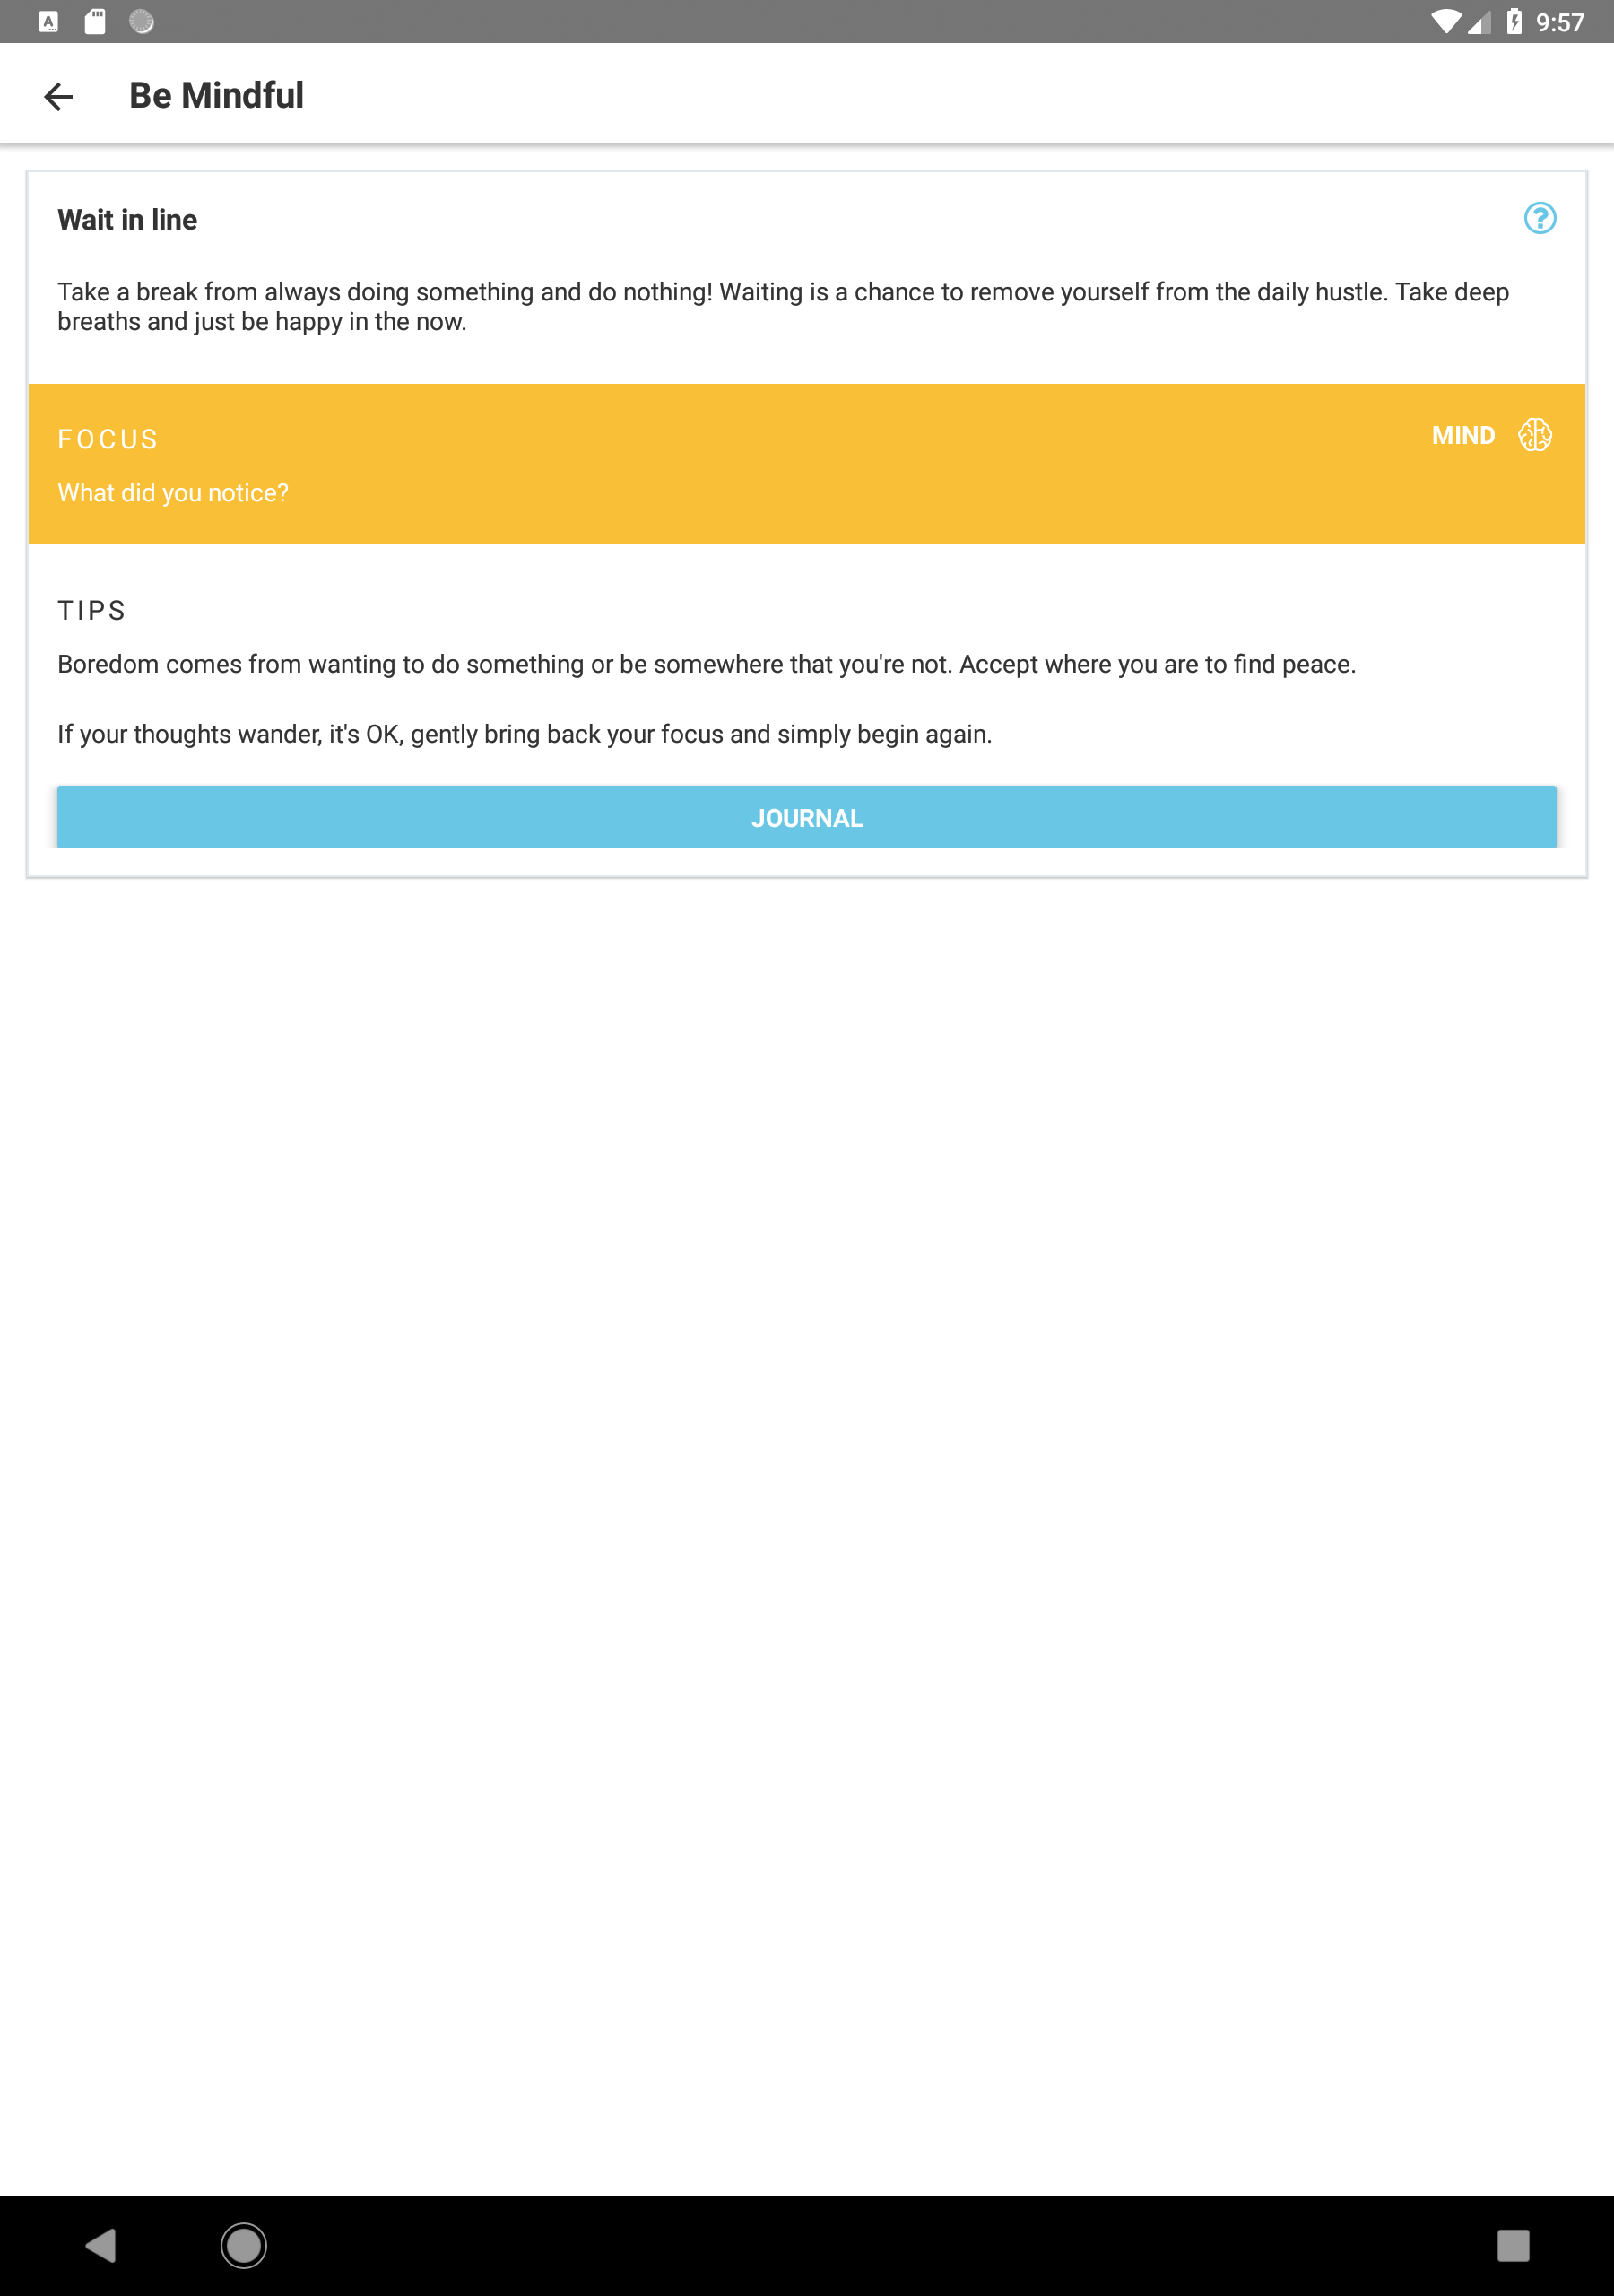 9:57
Be Mindful
Wait in line
Take a break from always doing something and do nothing! Waiting is a chance to remove yourself from the daily hustle. Take deep
breaths and just be happy in the now.
FOCUS
MIND
What did you notice?
TIPS
Boredom comes from wanting to do something or be somewhere that you're not. Accept where you are to find peace.
If your thoughts wander, it's OK, gently bring back your focus and simply begin again.
JOURNAL